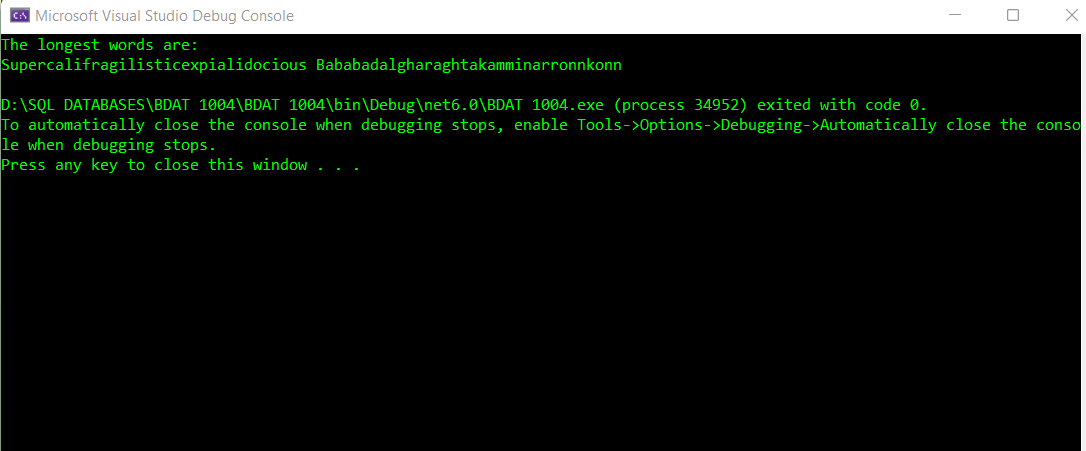 Microsoft Visual Studio Debug Console
The longest words are:
Supercalifragilisticexpialidocious Bababadalgharaghtakamminarronnkonn
D:\SQL DATABASES\BDAT 1004\BDAT 1004\bin\Debug\net6.0\BDAT 1004.exe (process 34952) exited with code 0.
To automatically close the console when debugging stops, enable Tools->Options->Debugging->Automatically close the conso
le when debugging stops.
Press any key to close this window . . .